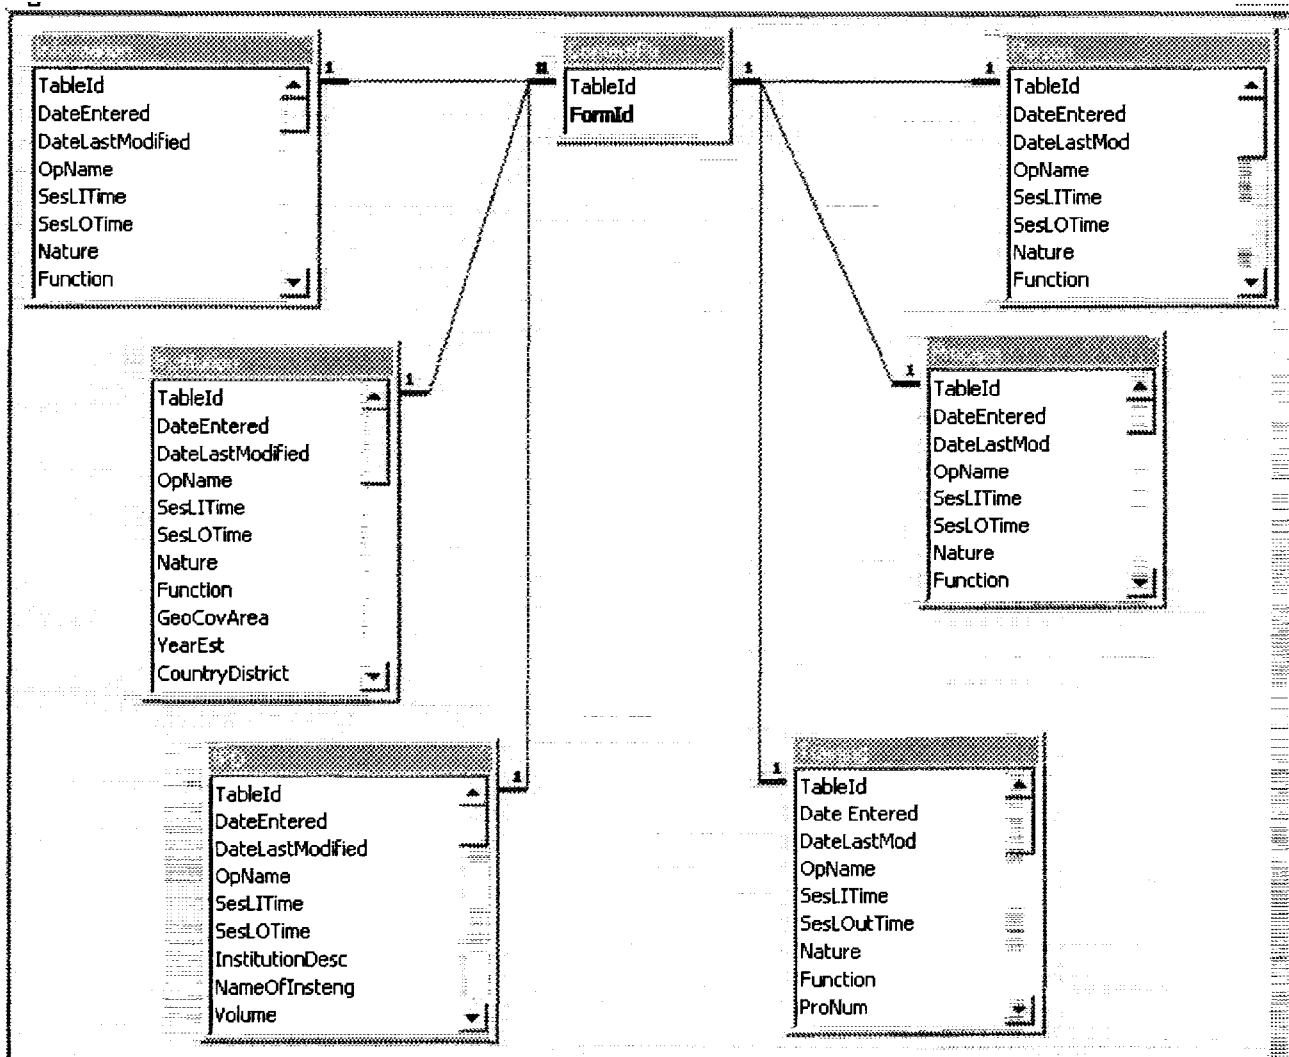 1
1
1
TableId
DateEntered
DateLastModified
OpName
SesLITime
SesLOTime
Nature
Function
TableId
FormId
TableId
DateEntered
DateLastMod
OpName
SesLITime
SesLOTime
Nature
Function
1
TableId
DateEntered
DateLastModified
OpName
SesLITime
SesLOTime
Nature
Function
GeoCovArea
YearEst
CountryDistrict
1
TableId
DateEntered
DateLastMod
OpName
SesLITime
SesLOTime
Nature
Function
1
TableId
DateEntered
DateLastModified
OpName
SesLITime
SesLOTime
InstitutionDesc
NameOfInsteng
Volume
1
TableId
Date Entered
DateLastMod
OpName
SesLITime
SesLOutTime
Nature
Function
ProNum